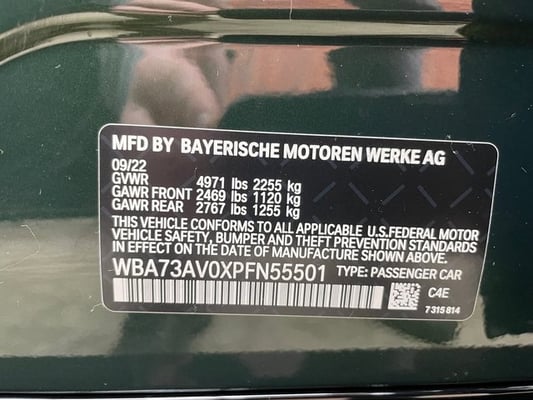 MFD BY BAYERISCHE MOTOREN WERKE AG
09/22
GVWR 4971 lbs 2255 kg
GAWR FRONT 2469 lbs 1120 kg
GAWR REAR 2767 lbs 1255 kg
THIS VEHICLE CONFORMS TO ALL APPLICABLE U.S.FEDERAL MOTOR
VEHICLE SAFETY, BUMPER AND THEFT PREVENTION STANDARDS
IN EFFECT ON DATE OF MANUFACTURE SHOWN ABOVE.
WBA73AV0XPFN55501 TYPE: PASSENGER CAR
C4E
7315814